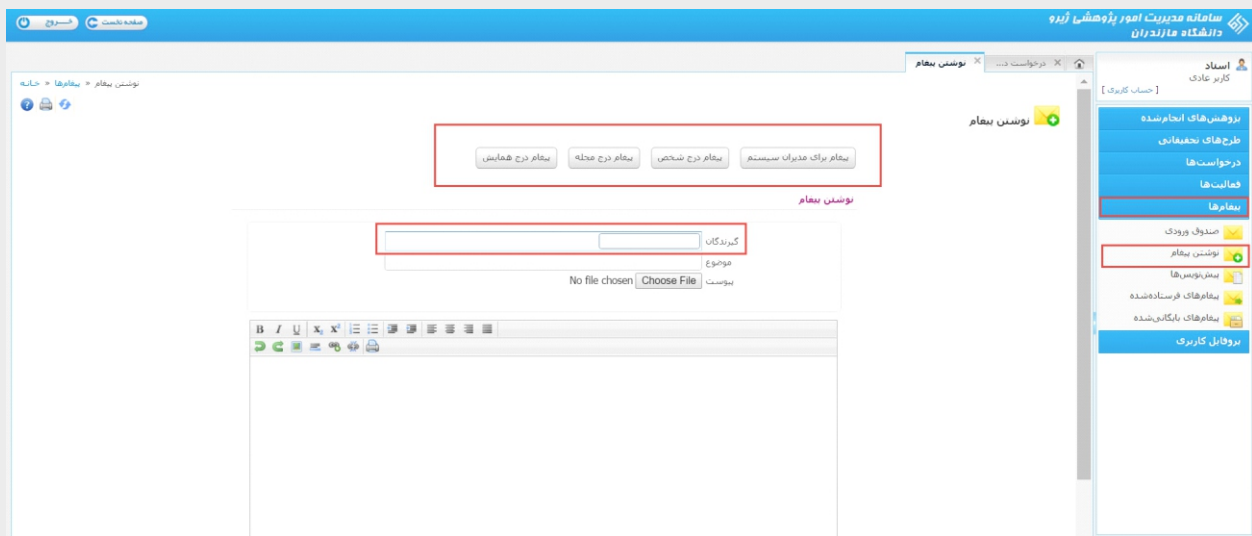 سامانه مدیریت امور پژوهشی ژیرو
دانشگاه مازندران
صفحه نخست
خـــروج
استاد
کاربر عادی
[ حساب کاربری ]
پژوهش‌های انجام‌شده
طرح‌های تحقیقاتی
درخواست‌ها
فعالیت‌ها
پیغام‌ها
صندوق ورودی
نوشتن پیغام
پیش‌نویس‌ها
پیغام‌های فرستاده‌شده
پیغام‌های بایگانی‌شده
پروفایل کاربری
درخواست د... × نوشتن پیغام ×
خـانـه » پیغام‌ها » نوشتن پیغام
نوشتن پیغام
پیغام برای مدیران سیستم
پیغام درج شخص
پیغام درج مجله
پیغام درج همایش
نوشتن پیغام
گیرندگان
موضوع
پیوست Choose File No file chosen
B I U x₂ x²